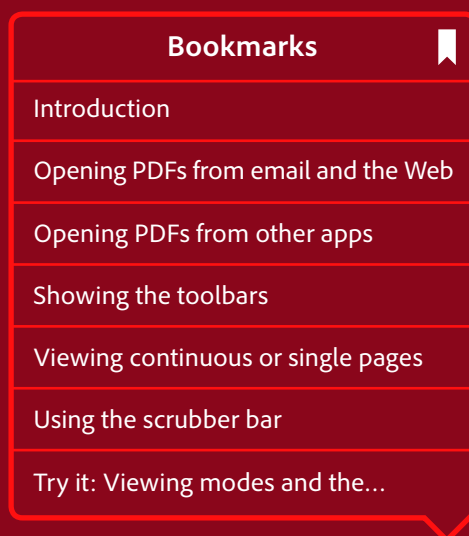 Bookmarks
Introduction
Opening PDFs from email and the Web
Opening PDFs from other apps
Showing the toolbars
Viewing continuous or single pages
Using the scrubber bar
Try it: Viewing modes and the...